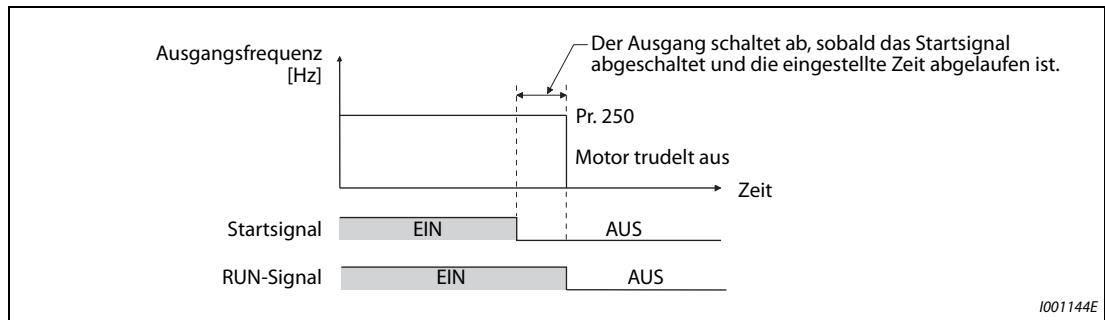 Ausgangsfrequenz
[Hz]
Der Ausgang schaltet ab, sobald das Startsignal
abgeschaltet und die eingestellte Zeit abgelaufen ist.
Pr. 250
Motor trudelt aus
Zeit
Startsignal EIN AUS
RUN-Signal EIN AUS
I001144E